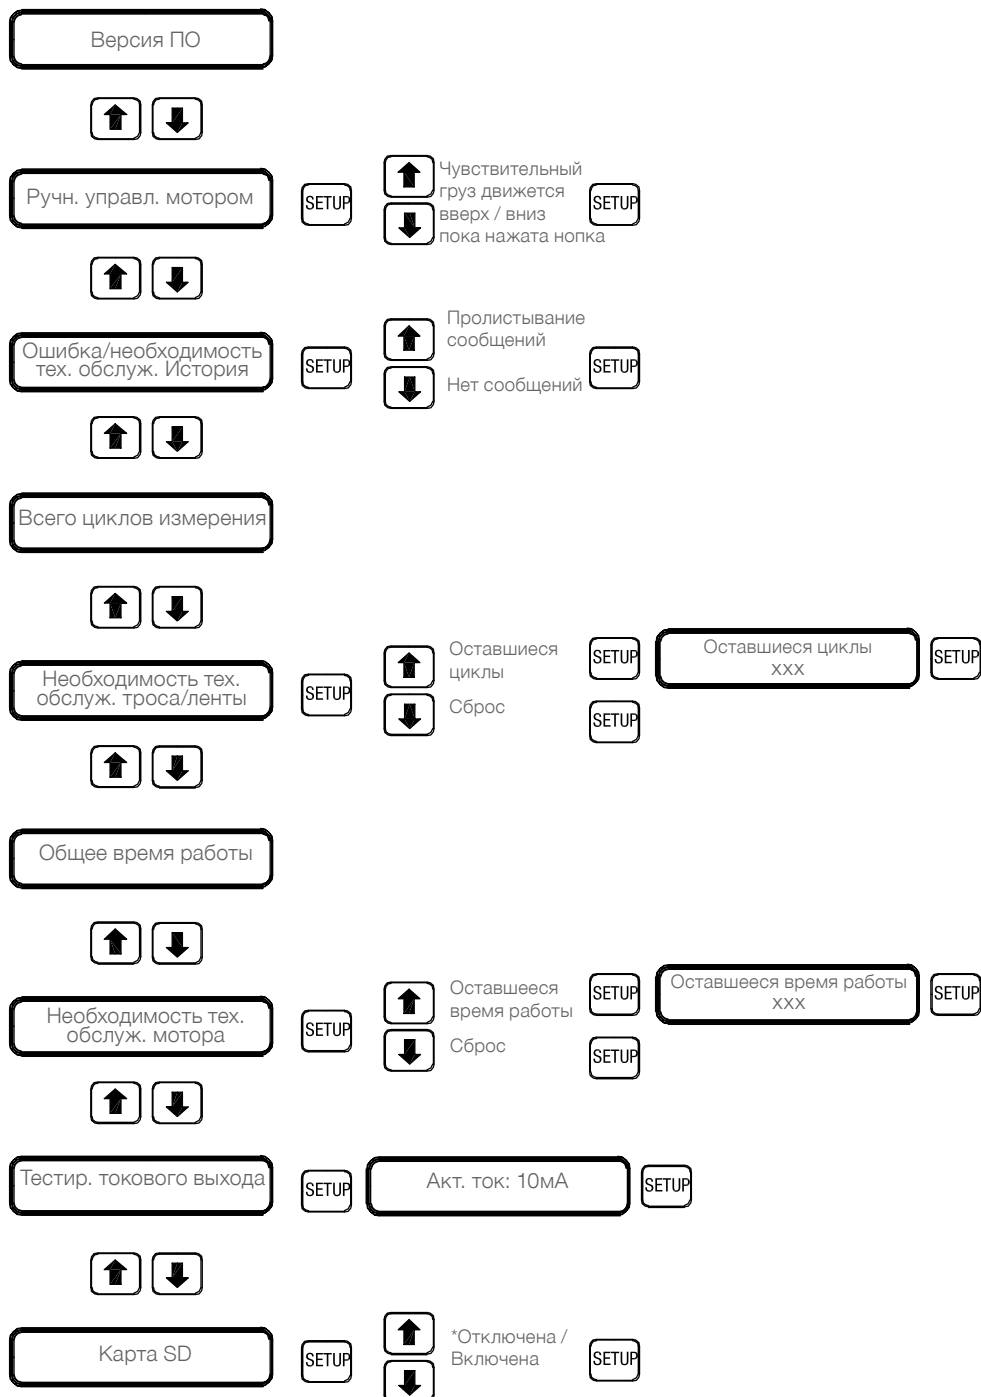 Версия ПО
Ручн. управл. мотором
SETUP
Чувствительный
груз движется
вверх / вниз
пока нажата нопка
SETUP
Ошибка/необходимость
тех. обслуж. История
SETUP
Пролистывание
сообщений
Нет сообщений
SETUP
Всего циклов измерения
Необходимость тех.
обслуж. троса/ленты
SETUP
Оставшиеся
циклы
SETUP
Оставшиеся циклы
xxx
SETUP
Сброс
SETUP
Общее время работы
Необходимость тех.
обслуж. мотора
SETUP
Оставшееся
время работы
SETUP
Оставшееся время работы
xxx
SETUP
Сброс
SETUP
Тестир. токового выхода
SETUP
Акт. ток: 10мА
SETUP
Карта SD
SETUP
*Отключена /
Включена
SETUP